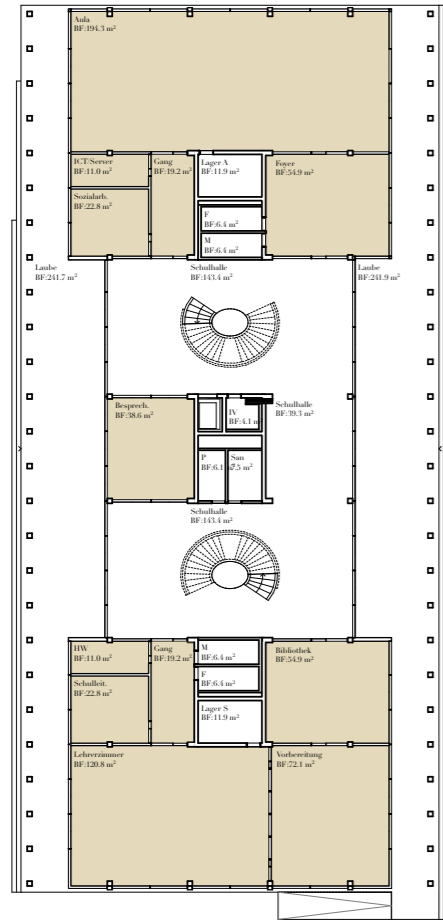 Aula
BF:194.3 m²
ICT/Server
BF:11.0 m²
Gang
BF:19.2 m²
Lager A
BF:11.9 m²
Foyer
BF:54.9 m²
Sozialarb.
BF:22.8 m²
F
BF:6.4 m²
M
BF:6.4 m²
Laube
BF:241.7 m²
Schulhalle
BF:143.4 m²
Laube
BF:241.9 m²
Besprech.
BF:38.6 m²
IV
BF:4.1 m²
Schulhalle
BF:39.3 m²
P
BF:6.1 m²
San
7.5 m²
Schulhalle
BF:143.4 m²
HW
BF:11.0 m²
Gang
BF:19.2 m²
M
BF:6.4 m²
Bibliothek
BF:54.9 m²
F
BF:6.4 m²
Schulleit.
BF:22.8 m²
Lager S
BF:11.9 m²
Lehrerzimmer
BF:120.8 m²
Vorbereitung
BF:72.1 m²